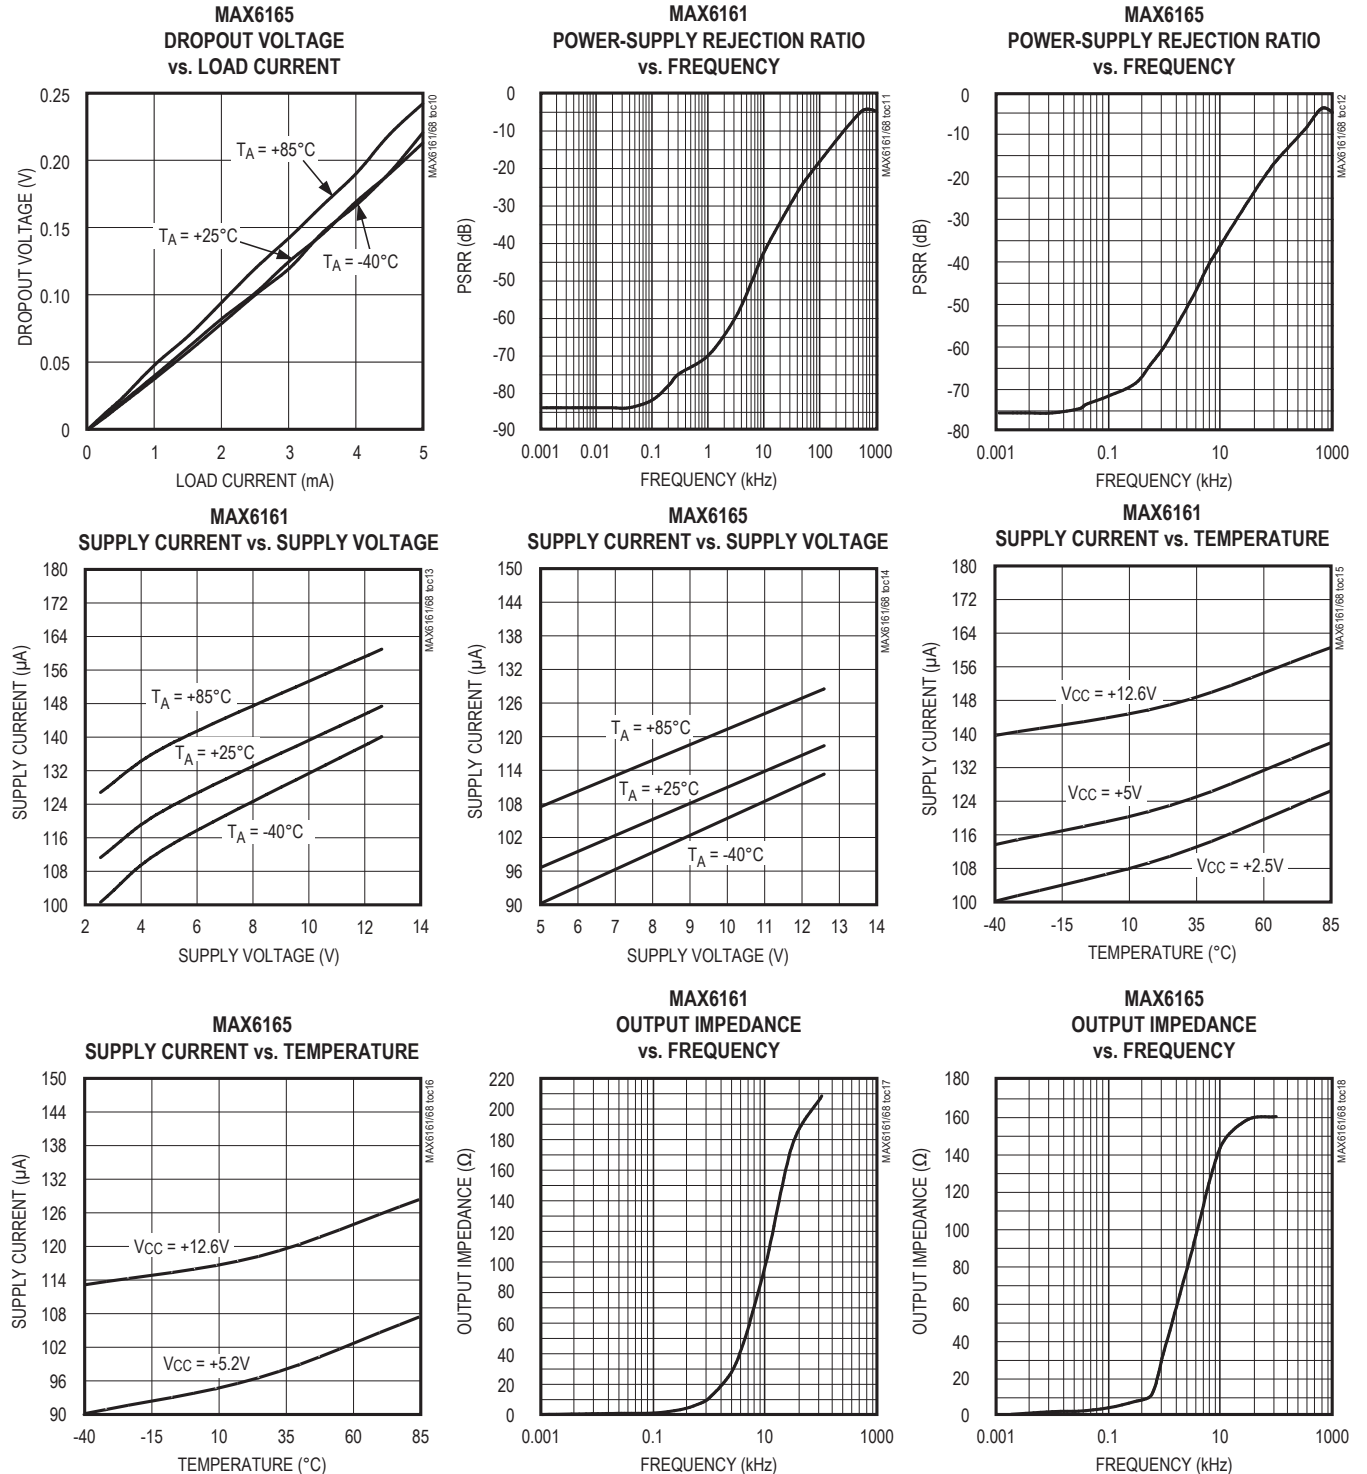 MAX6165
DROPOUT VOLTAGE
vs. LOAD CURRENT
MAX6161/68 toc10
0.25
0.20
0.15
0.10
0.05
0
DROPOUT VOLTAGE (V)
TA = +85°C
TA = +25°C
TA = -40°C
0 1 2 3 4 5
LOAD CURRENT (mA)
MAX6161
POWER-SUPPLY REJECTION RATIO
vs. FREQUENCY
MAX6161/68 toc11
0
-10
-20
-30
-40
-50
-60
-70
-80
-90
PSRR (dB)
0.001 0.01 0.1 1 10 100 1000
FREQUENCY (kHz)
MAX6165
POWER-SUPPLY REJECTION RATIO
vs. FREQUENCY
MAX6161/68 toc12
0
-10
-20
-30
-40
-50
-60
-70
-80
PSRR (dB)
0.001 0.1 10 1000
FREQUENCY (kHz)
MAX6161
SUPPLY CURRENT vs. SUPPLY VOLTAGE
MAX6161/68 toc13
180
172
164
156
148
140
132
124
116
108
100
SUPPLY CURRENT (µA)
TA = +85°C
TA = +25°C
TA = -40°C
2 4 6 8 10 12 14
SUPPLY VOLTAGE (V)
MAX6165
SUPPLY CURRENT vs. SUPPLY VOLTAGE
MAX6161/68 toc14
150
144
138
132
126
120
114
108
102
96
90
SUPPLY CURRENT (µA)
TA = +85°C
TA = +25°C
TA = -40°C
5 6 7 8 9 10 11 12 13 14
SUPPLY VOLTAGE (V)
MAX6161
SUPPLY CURRENT vs. TEMPERATURE
MAX6161/68 toc15
180
172
164
156
148
140
132
124
116
108
100
SUPPLY CURRENT (µA)
VCC = +12.6V
VCC = +5V
VCC = +2.5V
-40 -15 10 35 60 85
TEMPERATURE (°C)
MAX6165
SUPPLY CURRENT vs. TEMPERATURE
MAX6161/68 toc16
150
144
138
132
126
120
114
108
102
96
90
SUPPLY CURRENT (µA)
VCC = +12.6V
VCC = +5.2V
-40 -15 10 35 60 85
TEMPERATURE (°C)
MAX6161
OUTPUT IMPEDANCE
vs. FREQUENCY
MAX6161/68 toc17
220
200
180
160
140
120
100
80
60
40
20
0
OUTPUT IMPEDANCE (Ω)
0.001 0.1 10 1000
FREQUENCY (kHz)
MAX6165
OUTPUT IMPEDANCE
vs. FREQUENCY
MAX6161/68 toc18
180
160
140
120
100
80
60
40
20
0
OUTPUT IMPEDANCE (Ω)
0.001 0.1 10 1000
FREQUENCY (kHz)